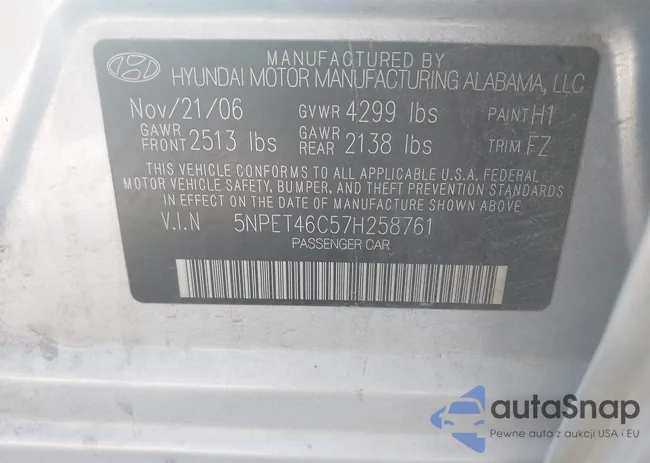 MANUFACTURED BY
HYUNDAI MOTOR MANUFACTURING ALABAMA, LLC
Nov/21/06 GVWR 4299 lbs PAINT H1
GAWR FRONT 2513 lbs GAWR REAR 2138 lbs TRIM FZ
THIS VEHICLE CONFORMS TO ALL APPLICABLE U.S.A. FEDERAL
MOTOR VEHICLE SAFETY, BUMPER, AND THEFT PREVENTION
STANDARDS IN EFFECT ON THE DATE OF MANUFACTURE SHOWN ABOVE
V.I.N 5NPET46C57H258761
PASSENGER CAR
autaSnap
Pewne auta z aukcji USA i EU